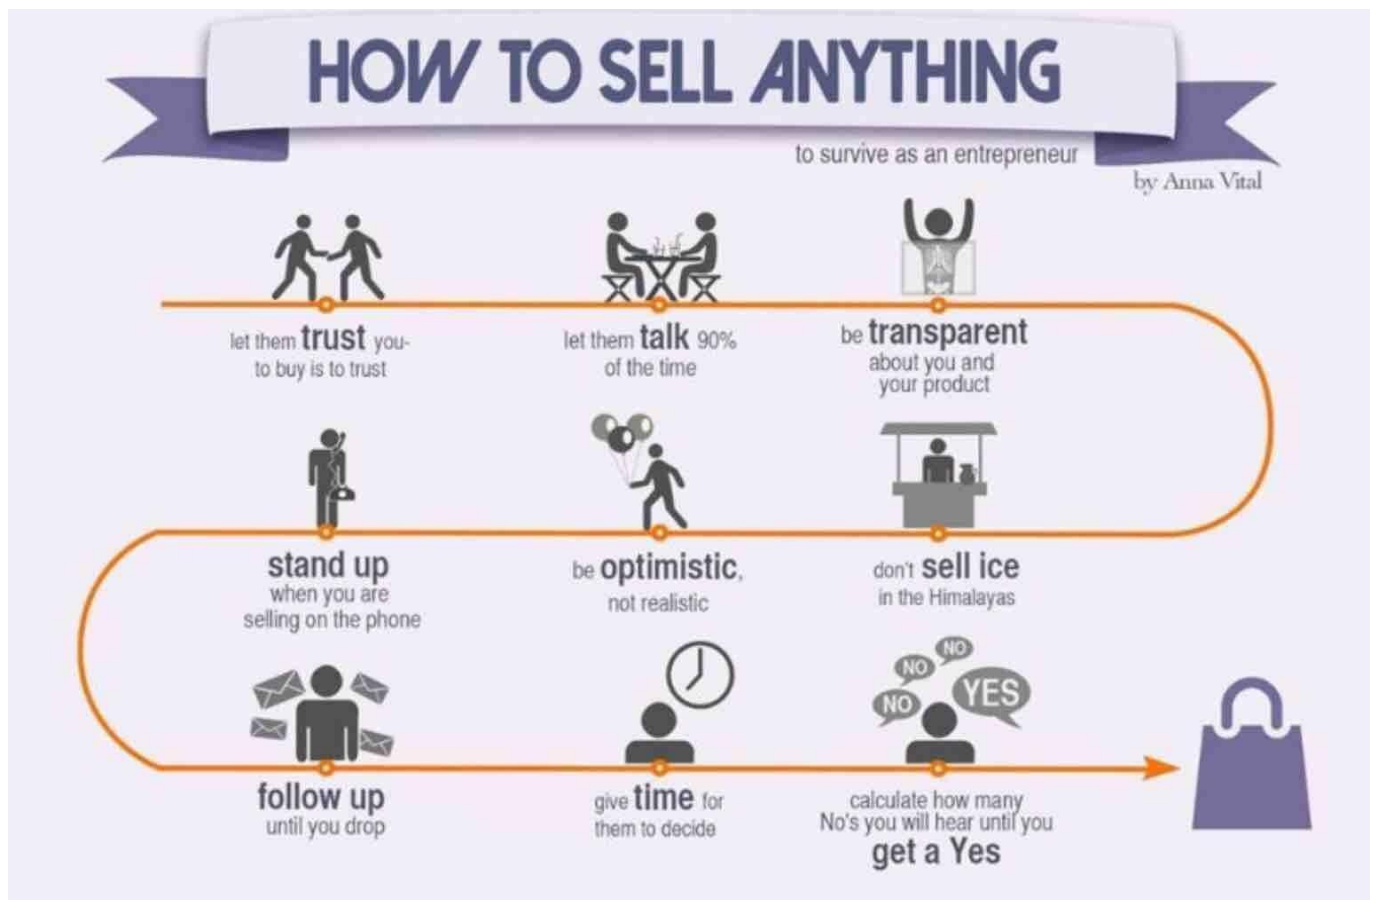 HOW TO SELL ANYTHING
to survive as an entrepreneur
by Anna Vital
let them trust you-
to buy is to trust
let them talk 90%
of the time
be transparent
about you and
your product
don't sell ice
in the Himalayas
be optimistic,
not realistic
stand up
when you are
selling on the phone
follow up
until you drop
give time for
them to decide
NO
NO
NO
YES
calculate how many
No's you will hear until you
get a Yes